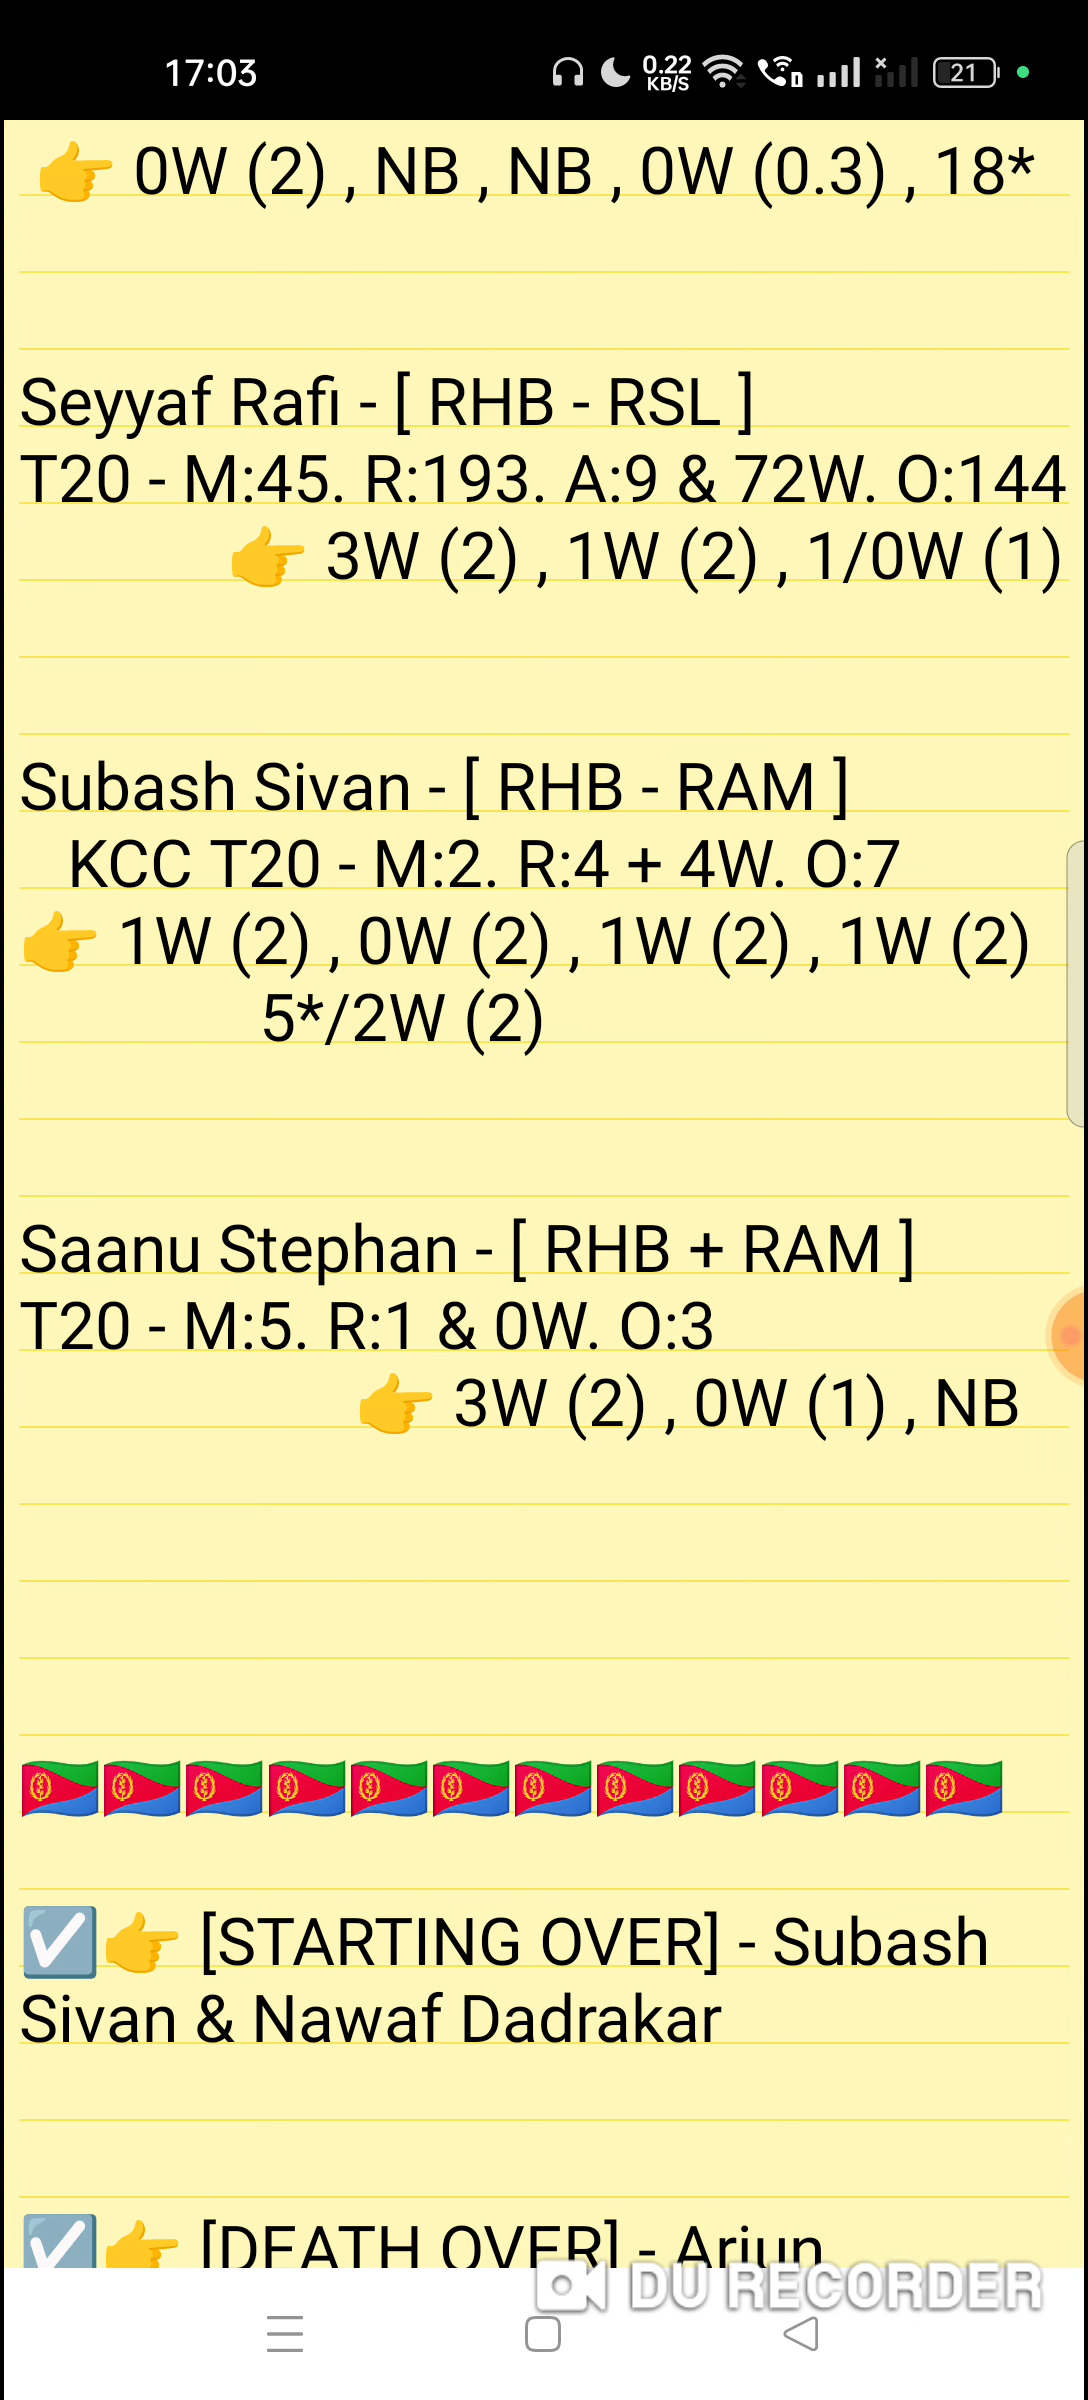 17:03 0.22 KB/S 21
👉 0W (2) , NB , NB , 0W (0.3) , 18*
Seyyaf Rafi - [ RHB - RSL ]
T20 - M:45. R:193. A:9 & 72W. O:144
👉 3W (2) , 1W (2) , 1/0W (1)
Subash Sivan - [ RHB - RAM ]
KCC T20 - M:2. R:4 + 4W. O:7
👉 1W (2) , 0W (2) , 1W (2) , 1W (2)
5*/2W (2)
Saanu Stephan - [ RHB + RAM ]
T20 - M:5. R:1 & 0W. O:3
👉 3W (2) , 0W (1) , NB
🇪🇷🇪🇷🇪🇷🇪🇷🇪🇷🇪🇷🇪🇷🇪🇷🇪🇷🇪🇷🇪🇷🇪🇷
☑️👉 [STARTING OVER] - Subash
Sivan & Nawaf Dadrakar
☑️👉 [DEATH OVER] - Arjun
DU RECORDER